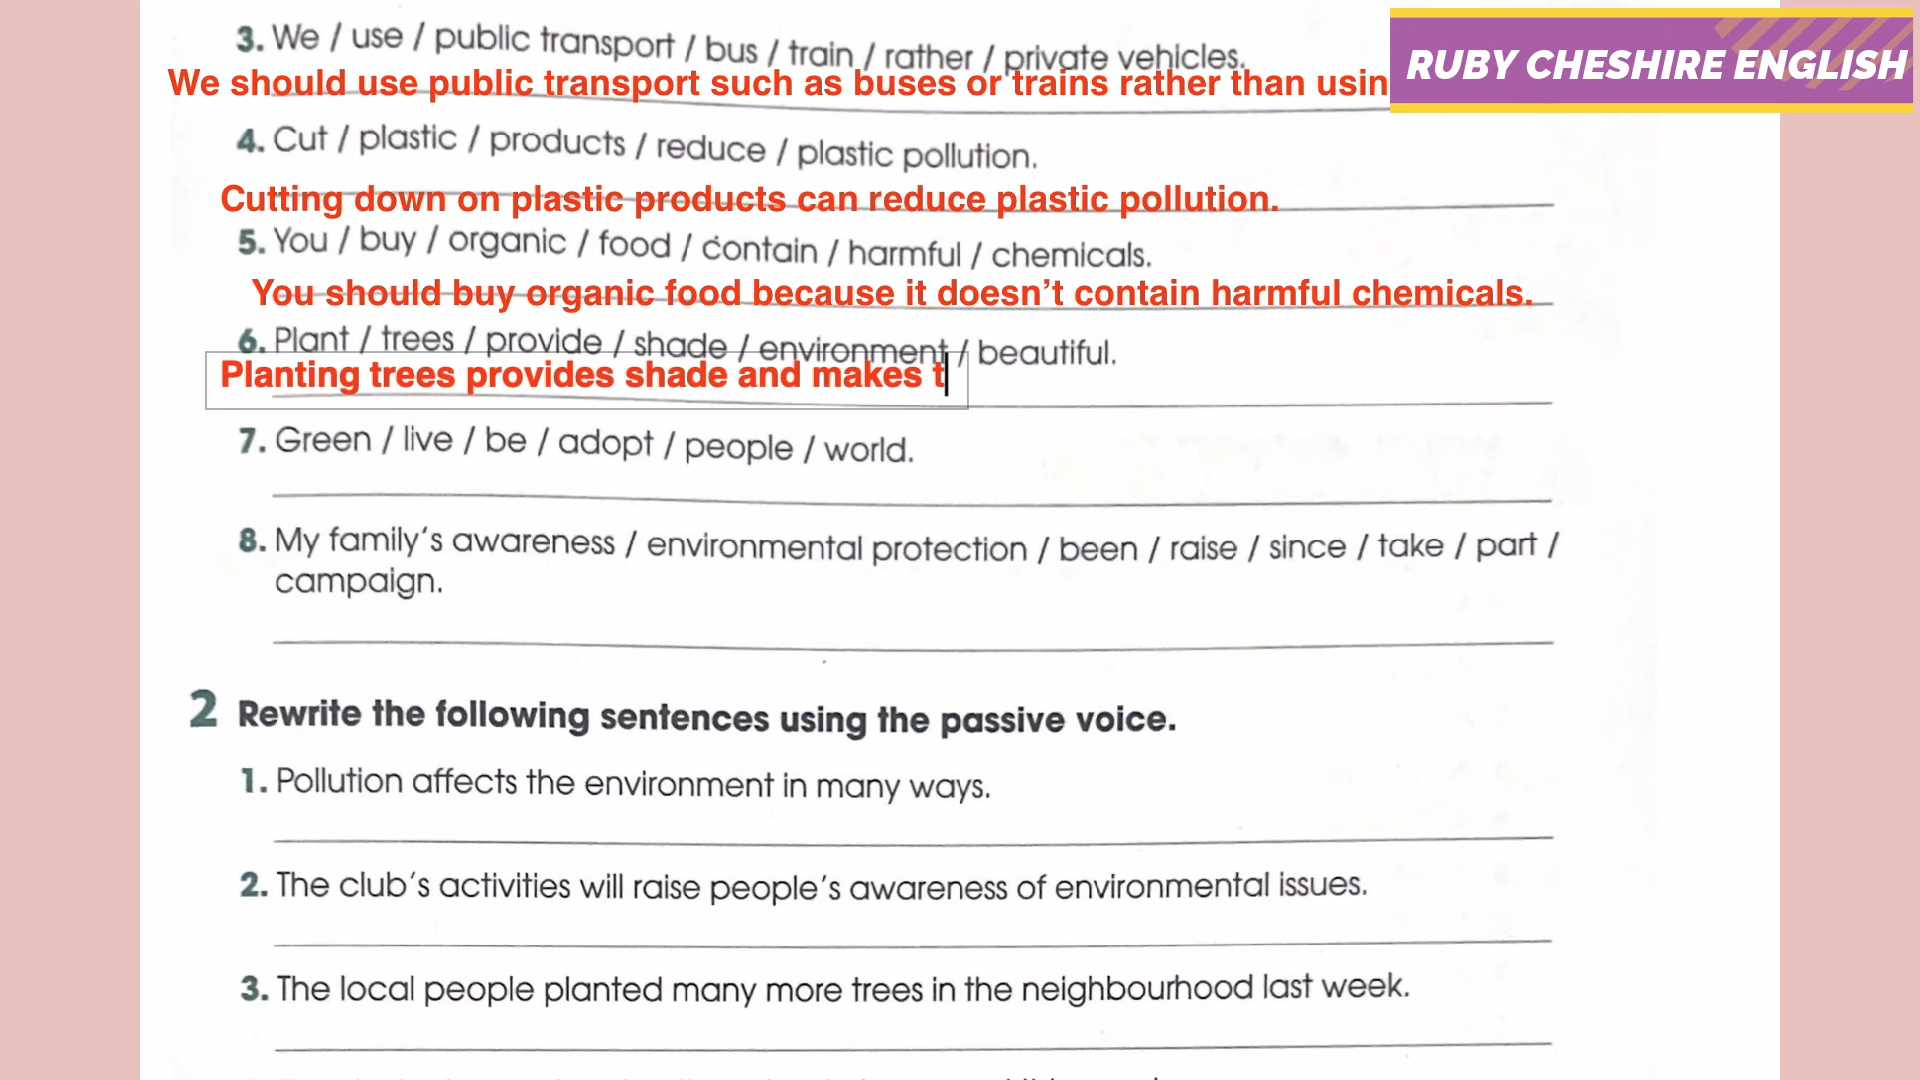 3. We / use / public transport / bus / train / rather / private vehicles.
RUBY CHESHIRE ENGLISH
We should use public transport such as buses or trains rather than usin
4. Cut / plastic / products / reduce / plastic pollution.
Cutting down on plastic products can reduce plastic pollution.
5. You / buy / organic / food / contain / harmful / chemicals.
You should buy organic food because it doesn't contain harmful chemicals.
6. Plant / trees / provide / shade / environment / beautiful.
Planting trees provides shade and makes t
7. Green / live / be / adopt / people / world.
8. My family's awareness / environmental protection / been / raise / since / take / part /
campaign.
2 Rewrite the following sentences using the passive voice.
1. Pollution affects the environment in many ways.
2. The club's activities will raise people's awareness of environmental issues.
3. The local people planted many more trees in the neighbourhood last week.